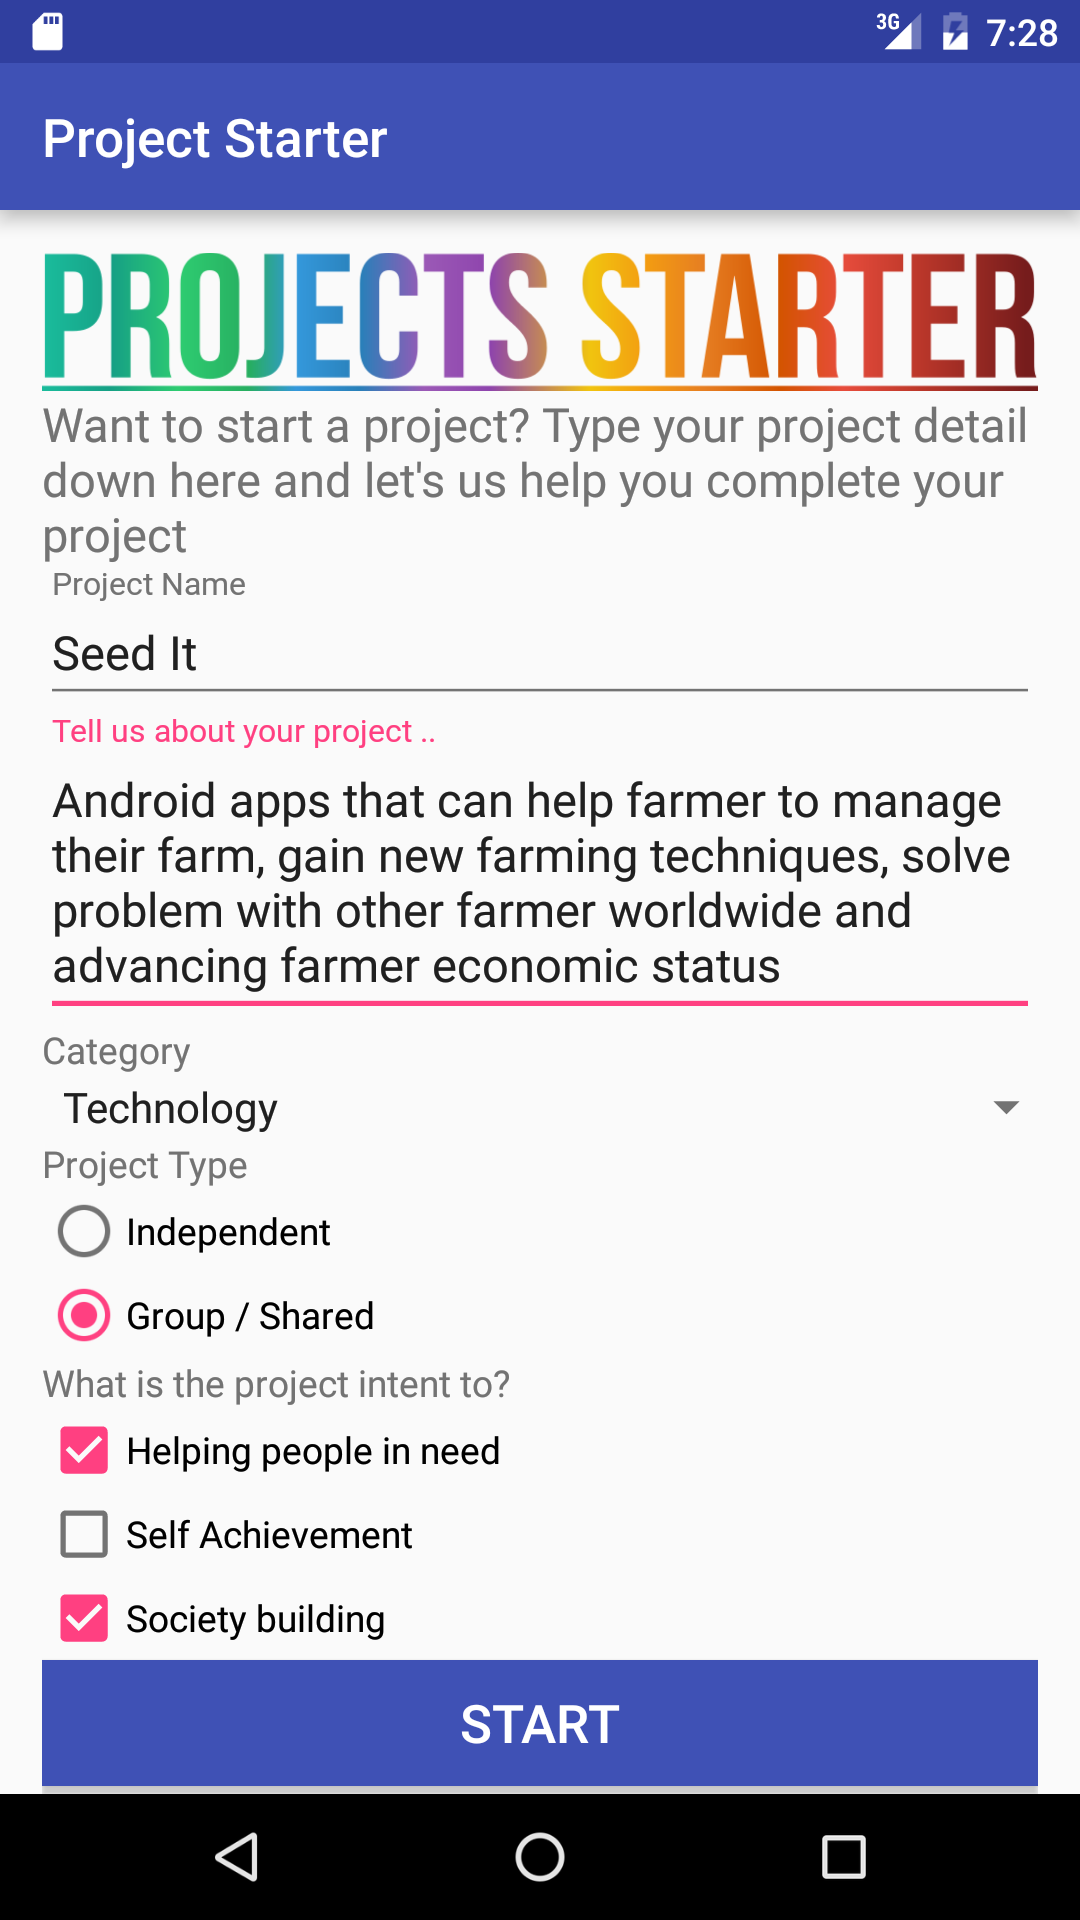 3G 7:28
Project Starter
PROJECTS STARTER
Want to start a project? Type your project detail
down here and let's us help you complete your
project
Project Name
Seed It
Tell us about your project ..
Android apps that can help farmer to manage
their farm, gain new farming techniques, solve
problem with other farmer worldwide and
advancing farmer economic status
Category
Technology
Project Type
Independent
Group / Shared
What is the project intent to?
Helping people in need
Self Achievement
Society building
START